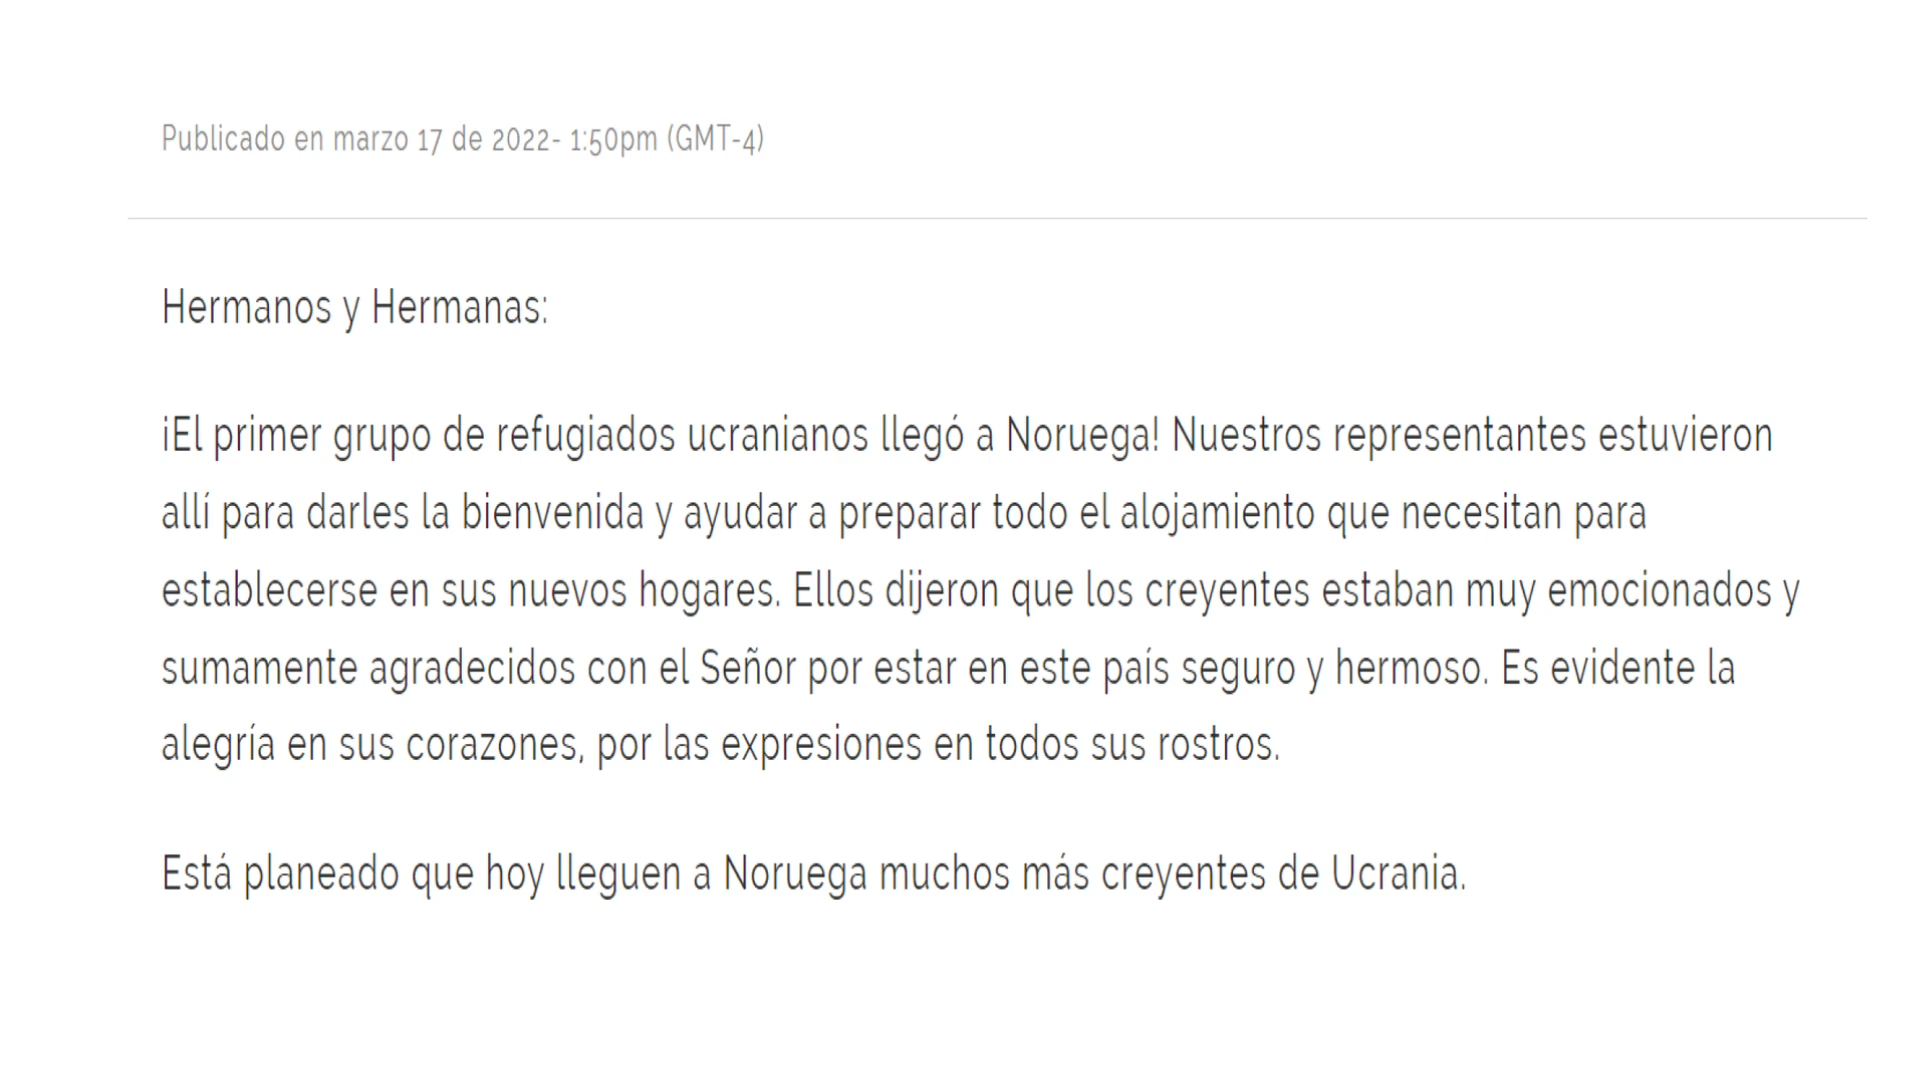 Publicado en marzo 17 de 2022- 1:50pm (GMT-4)
Hermanos y Hermanas:
¡El primer grupo de refugiados ucranianos llegó a Noruega! Nuestros representantes estuvieron
allí para darles la bienvenida y ayudar a preparar todo el alojamiento que necesitan para
establecerse en sus nuevos hogares. Ellos dijeron que los creyentes estaban muy emocionados y
sumamente agradecidos con el Señor por estar en este país seguro y hermoso. Es evidente la
alegría en sus corazones, por las expresiones en todos sus rostros.
Está planeado que hoy lleguen a Noruega muchos más creyentes de Ucrania.